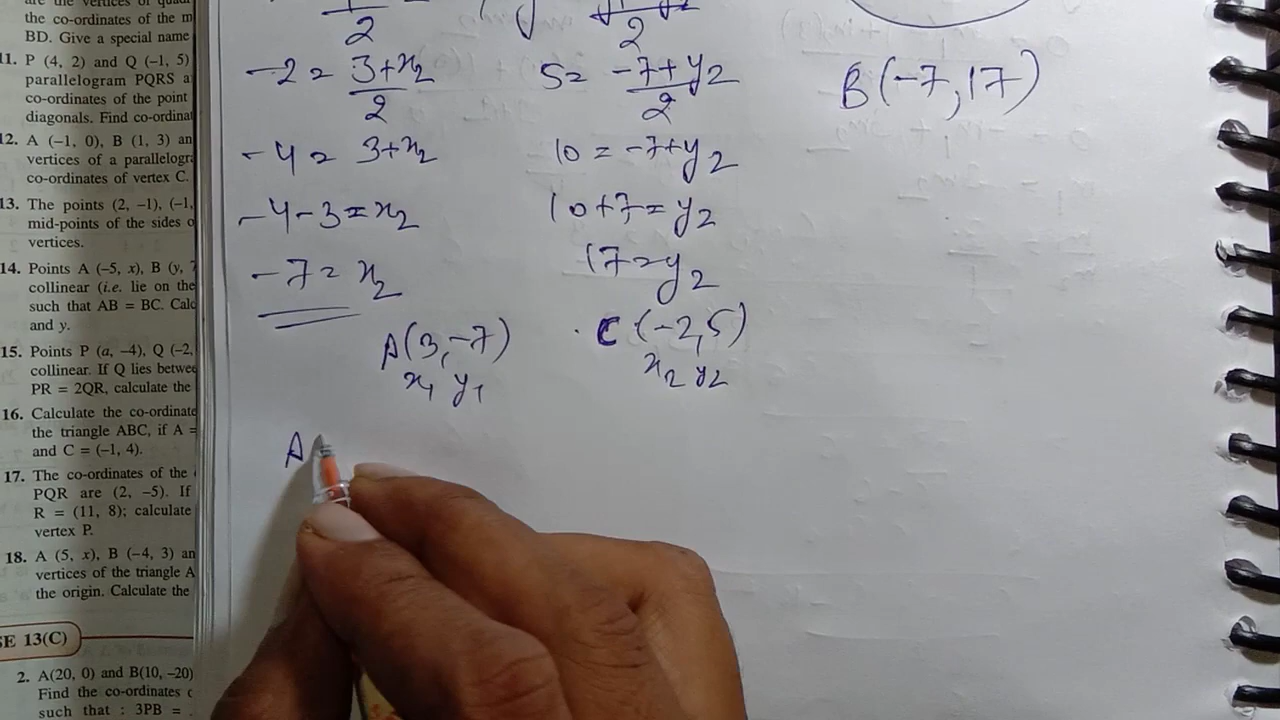 the co-ordinates of the m
BD. Give a special name
11. P (4, 2) and Q (–1, 5)
parallelogram PQRS a
co-ordinates of the point
diagonals. Find co-ordinat
12. A (–1, 0), B (1, 3) an
vertices of a parallelogra
co-ordinates of vertex C.
13. The points (2, –1), (–1,
mid-points of the sides o
vertices.
14. Points A (–5, x), B (y, 7
collinear (i.e. lie on the
such that AB = BC. Calc
and y.
15. Points P (a, –4), Q (–2,
collinear. If Q lies betwee
PR = 2QR, calculate the
16. Calculate the co-ordinate
the triangle ABC, if A =
and C = (–1, 4).
17. The co-ordinates of the
PQR are (2, –5). If
R = (11, 8); calculate
vertex P.
18. A (5, x), B (–4, 3) an
vertices of the triangle A
the origin. Calculate the
SE 13(C)
2. A(20, 0) and B(10, –20)
Find the co-ordinates c
such that : 3PB =
2
2
-2 = 3+x2
2
5 = -7+y2
2
B(-7, 17)
-4 = 3+x2
10 = -7+y2
-4-3 = x2
10+7 = y2
-7 = x2
17 = y2
A(3, -7)
C (-2, 5)
x1 y1
x2 y2
A